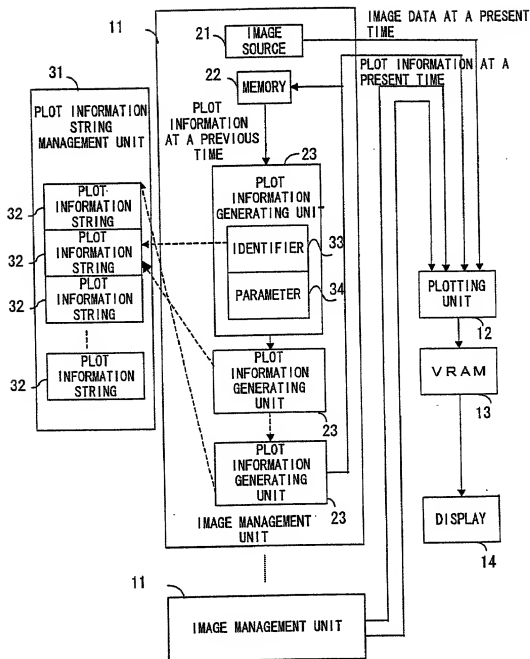 11
21
IMAGE
SOURCE
IMAGE DATA AT A PRESENT
TIME
PLOT INFORMATION AT A
PRESENT TIME
31
22
MEMORY
PLOT INFORMATION
STRING
MANAGEMENT UNIT
PLOT
INFORMATION
AT A PREVIOUS
TIME
23
PLOT
INFORMATION
GENERATING UNIT
32
PLOT
INFORMATION
STRING
IDENTIFIER
33
32
PLOT
INFORMATION
STRING
PARAMETER
34
32
PLOT
INFORMATION
STRING
PLOTTING
UNIT
12
32
PLOT
INFORMATION
STRING
PLOT
INFORMATION
GENERATING
UNIT
23
VRAM
13
PLOT
INFORMATION
GENERATING
UNIT
23
IMAGE MANAGEMENT
UNIT
DISPLAY
14
11
IMAGE MANAGEMENT UNIT